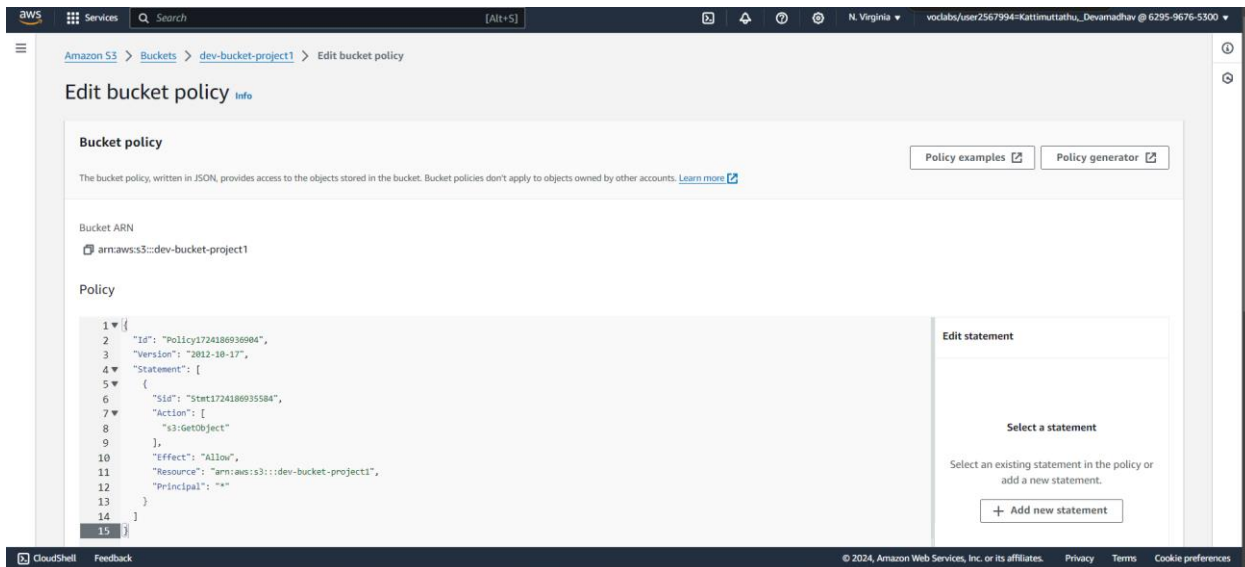 aws Services Search [Alt+S] N. Virginia voclabs/user2567994=Kattimuttathu,_Devamadhav @ 6295-9676-5300
Amazon S3 > Buckets > dev-bucket-project1 > Edit bucket policy
Edit bucket policy Info
Bucket policy
Policy examples Policy generator
The bucket policy, written in JSON, provides access to the objects stored in the bucket. Bucket policies don't apply to objects owned by other accounts. Learn more
Bucket ARN
arn:aws:s3:::dev-bucket-project1
Policy
1 {
2 "Id": "Policy1724186936904",
3 "Version": "2012-10-17",
4 "Statement": [
5 {
6 "Sid": "Stmt1724186935584",
7 "Action": [
8 "s3:GetObject"
9 ],
10 "Effect": "Allow",
11 "Resource": "arn:aws:s3:::dev-bucket-project1",
12 "Principal": "*"
13 }
14 ]
15 }
Edit statement
Select a statement
Select an existing statement in the policy or
add a new statement.
+ Add new statement
CloudShell Feedback © 2024, Amazon Web Services, Inc. or its affiliates. Privacy Terms Cookie preferences